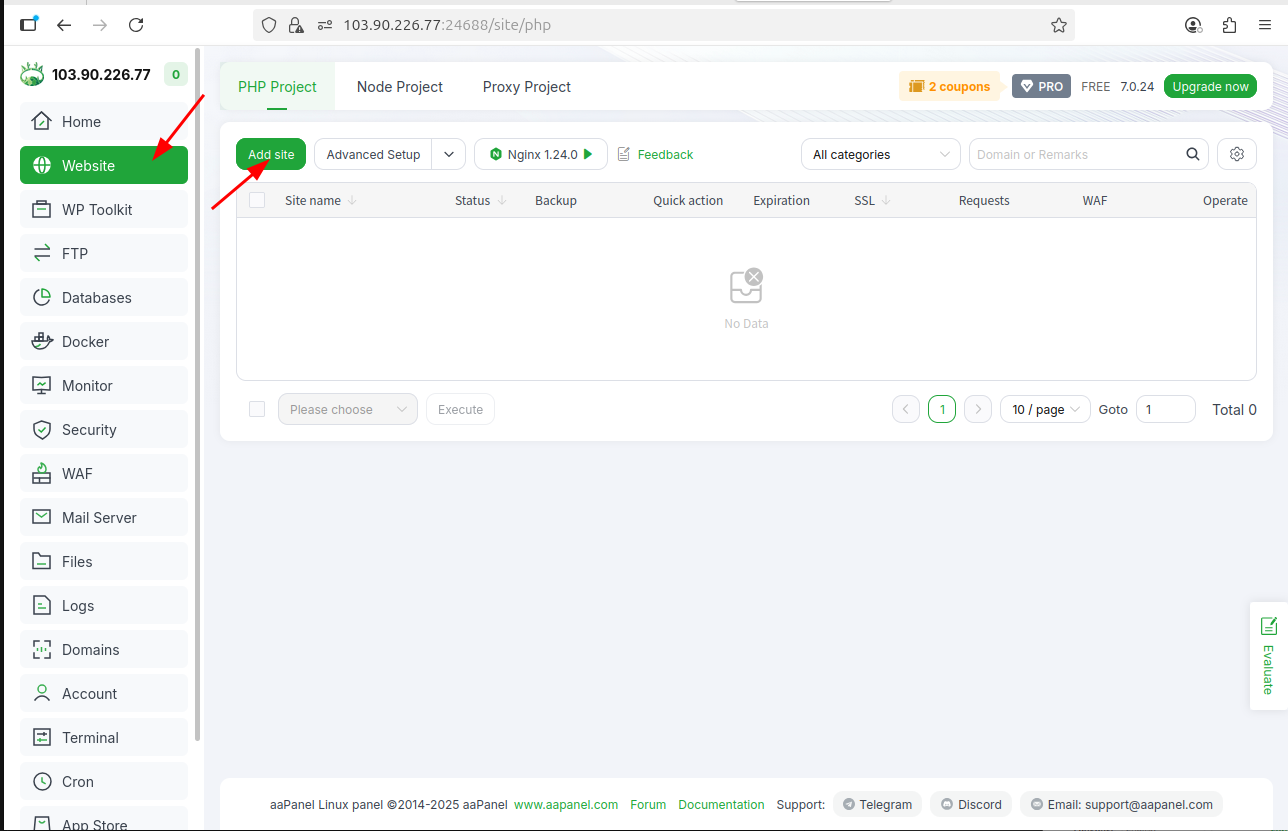 103.90.226.77:24688/site/php
103.90.226.77 0
Home
Website
WP Toolkit
FTP
Databases
Docker
Monitor
Security
WAF
Mail Server
Files
Logs
Domains
Account
Terminal
Cron
App Store
PHP Project Node Project Proxy Project 2 coupons PRO FREE 7.0.24 Upgrade now
Add site Advanced Setup Nginx 1.24.0 Feedback All categories Domain or Remarks
Site name Status Backup Quick action Expiration SSL Requests WAF Operate
No Data
Please choose Execute 1 10 / page Goto 1 Total 0
Evaluate
aaPanel Linux panel ©2014-2025 aaPanel www.aapanel.com Forum Documentation Support: Telegram Discord Email: support@aapanel.com